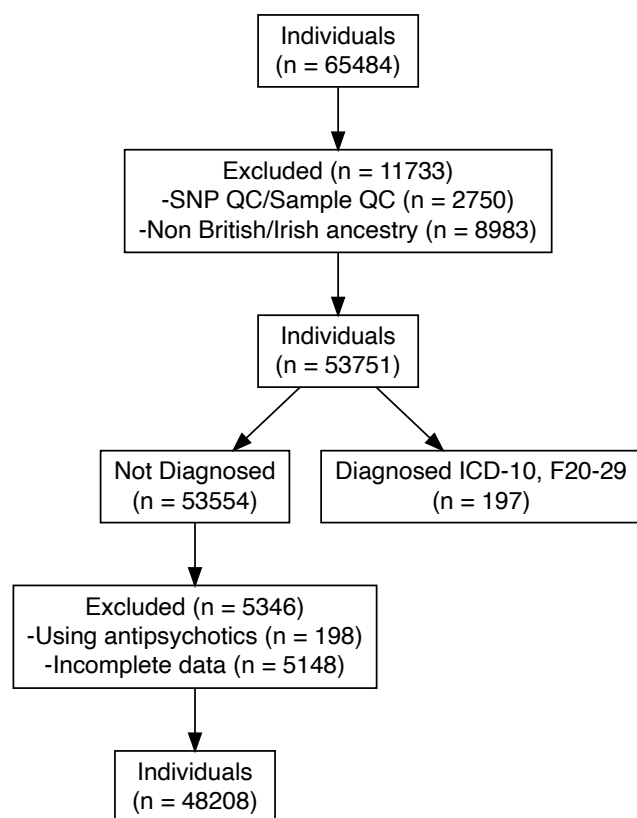 Individuals
(n = 65484)
Excluded (n = 11733)
-SNP QC/Sample QC (n = 2750)
-Non British/Irish ancestry (n = 8983)
Individuals
(n = 53751)
Not Diagnosed
(n = 53554)
Diagnosed ICD-10, F20-29
(n = 197)
Excluded (n = 5346)
-Using antipsychotics (n = 198)
-Incomplete data (n = 5148)
Individuals
(n = 48208)